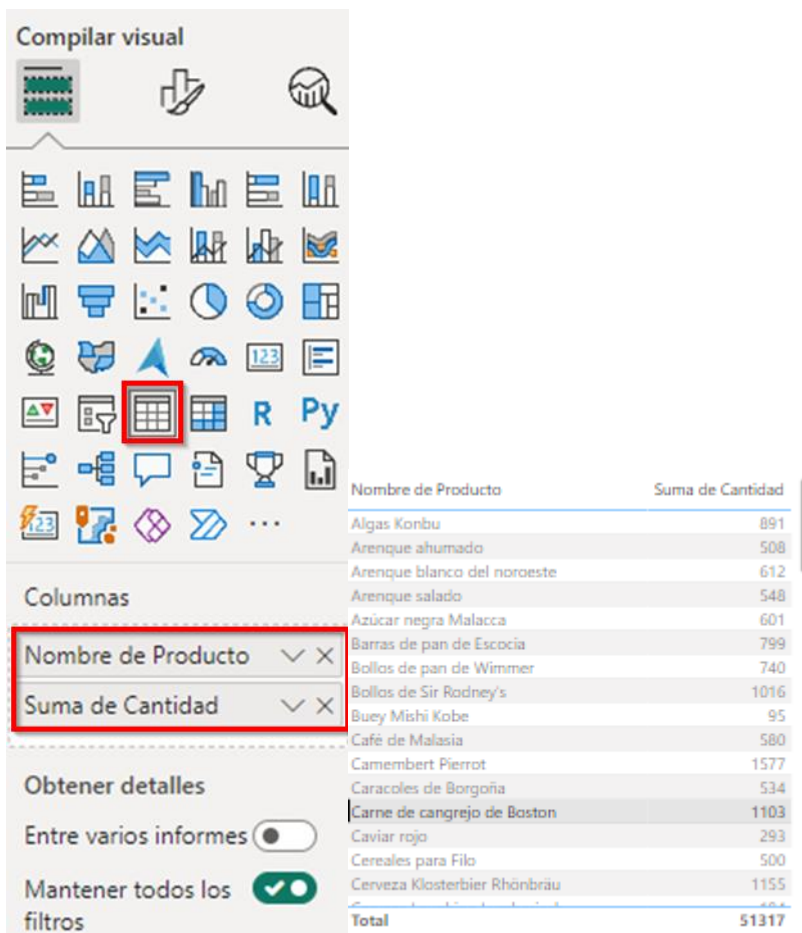 Compilar visual
123
R
Py
123
Columnas
Nombre de Producto
Suma de Cantidad
Obtener detalles
Entre varios informes
Mantener todos los
filtros
Nombre de Producto Suma de Cantidad
Algas Konbu 891
Arenque ahumado 508
Arenque blanco del noroeste 612
Arenque salado 548
Azúcar negra Malacca 601
Barras de pan de Escocia 799
Bollos de pan de Wimmer 740
Bollos de Sir Rodney's 1016
Buey Mishi Kobe 95
Café de Malasia 580
Camembert Pierrot 1577
Caracoles de Borgoña 534
Carne de cangrejo de Boston 1103
Caviar rojo 293
Cereales para Filo 500
Cerveza Klosterbier Rhönbräu 1155
Total 51317